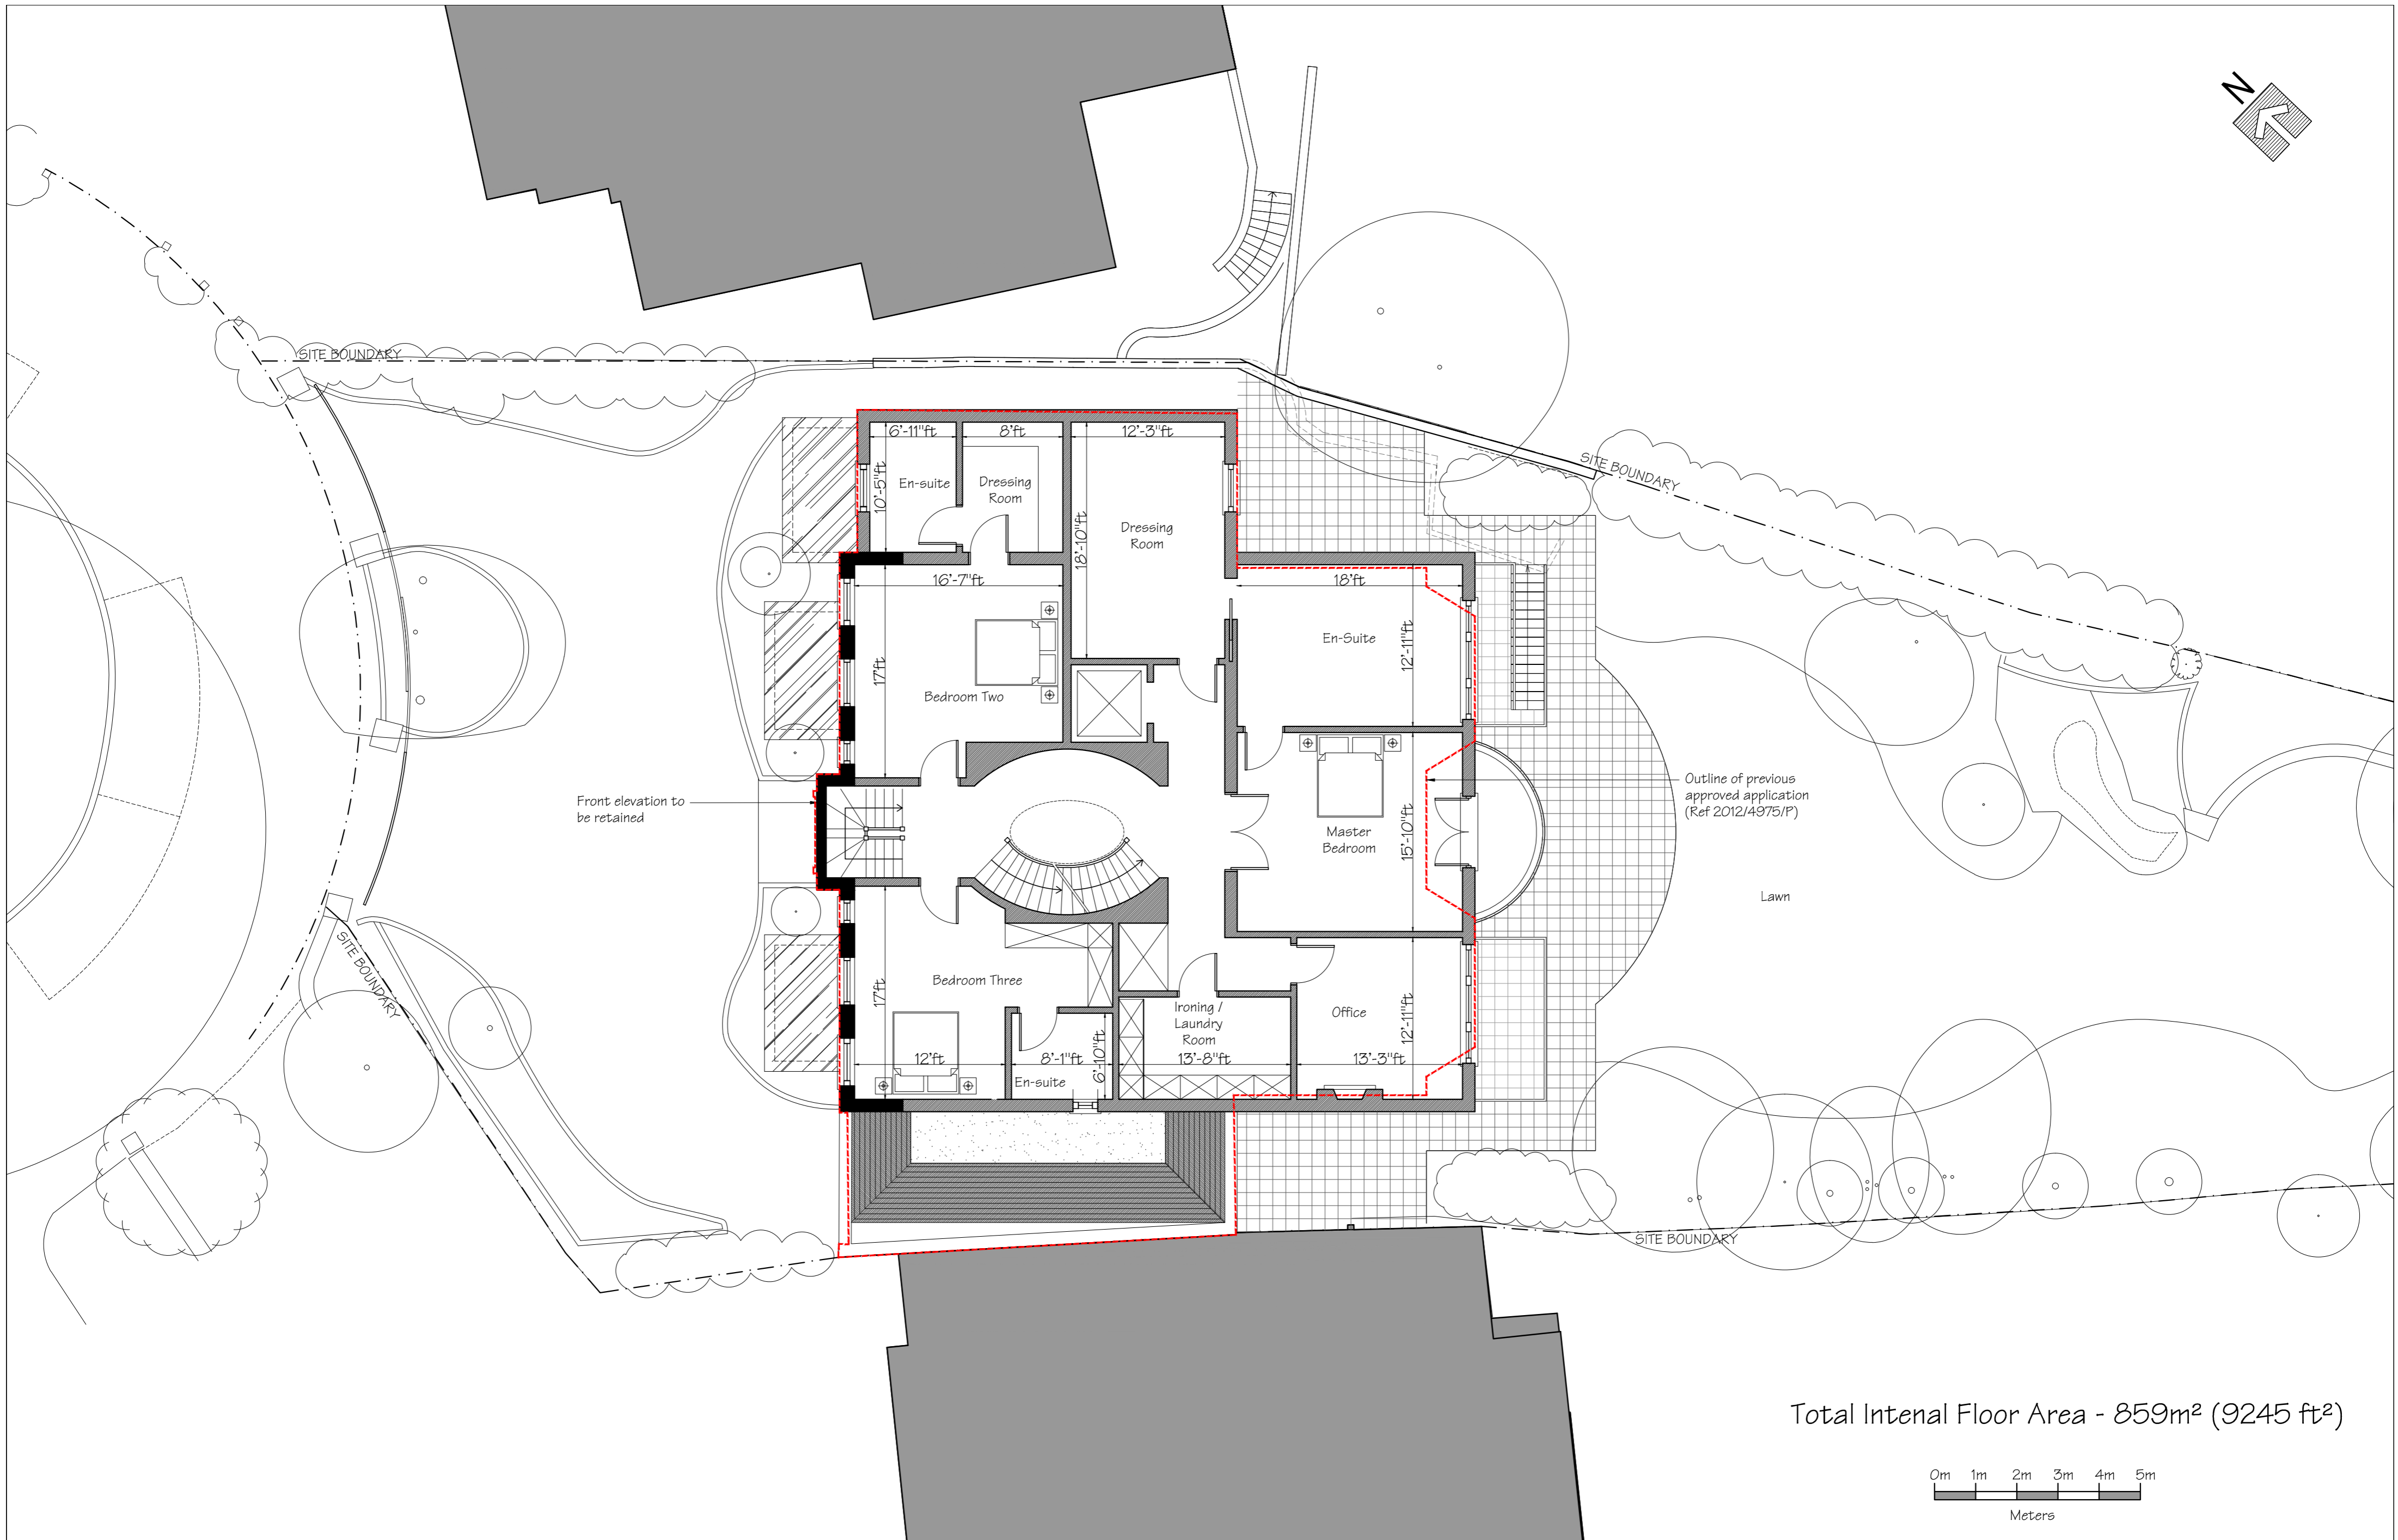 N
SITE BOUNDARY
6'-11"ft
8'ft
12'-3"ft
10'-5"ft
En-suite
Dressing
Room
18'-10"ft
Dressing
Room
SITE BOUNDARY
16'-7"ft
18'ft
17'ft
Bedroom Two
En-Suite
12'-11"ft
Front elevation to
be retained
Outline of previous
approved application
(Ref 2012/4975/P)
Master
Bedroom
15'-10"ft
Lawn
SITE BOUNDARY
Bedroom Three
17'ft
Ironing /
Laundry
Room
Office
12'-11"ft
12'ft
8'-1"ft
6'-10"ft
13'-8"ft
13'-3"ft
En-suite
SITE BOUNDARY
Total Intenal Floor Area - 859m² (9245 ft²)
0m 1m 2m 3m 4m 5m
Meters